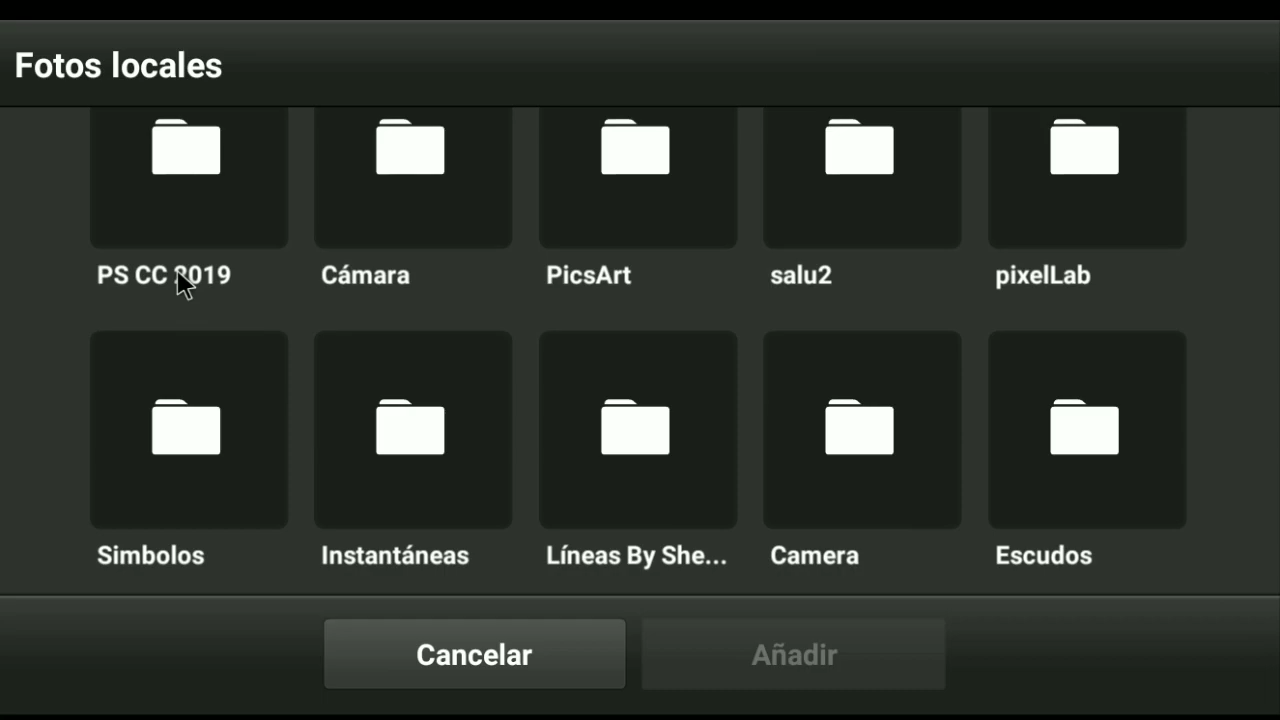 Fotos locales
PS CC 2019
Cámara
PicsArt
salu2
pixelLab
Simbolos
Instantáneas
Líneas By She...
Camera
Escudos
Cancelar
Añadir